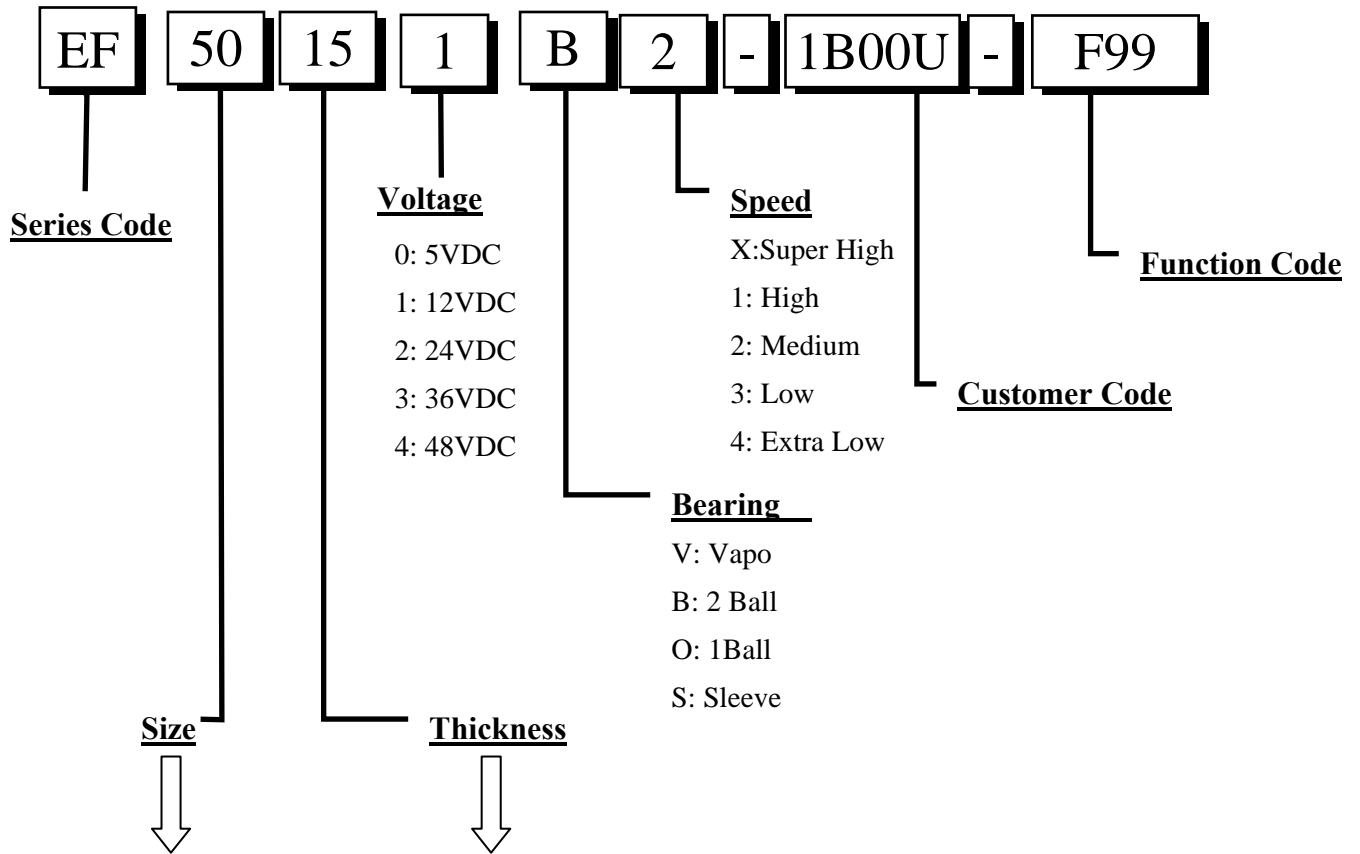 EF 50 15 1 B 2 - 1B00U - F99
Series Code
Voltage
0: 5VDC
1: 12VDC
2: 24VDC
3: 36VDC
4: 48VDC
Speed
X:Super High
1: High
2: Medium
3: Low
4: Extra Low
Function Code
Customer Code
Bearing
V: Vapo
B: 2 Ball
O: 1Ball
S: Sleeve
Size
Thickness